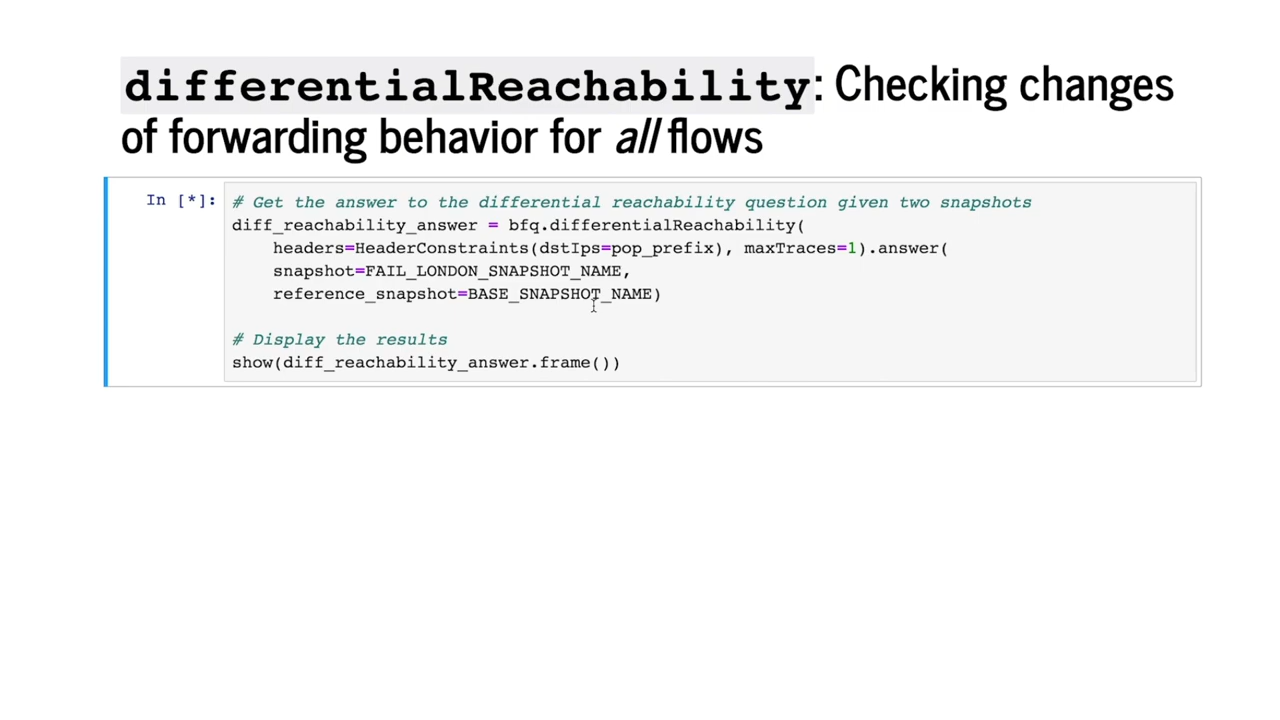 differentialReachability: Checking changes
of forwarding behavior for all flows
In [*]:
# Get the answer to the differential reachability question given two snapshots
diff_reachability_answer = bfq.differentialReachability(
    headers=HeaderConstraints(dstIps=pop_prefix), maxTraces=1).answer(
    snapshot=FAIL_LONDON_SNAPSHOT_NAME,
    reference_snapshot=BASE_SNAPSHOT_NAME)
# Display the results
show(diff_reachability_answer.frame())